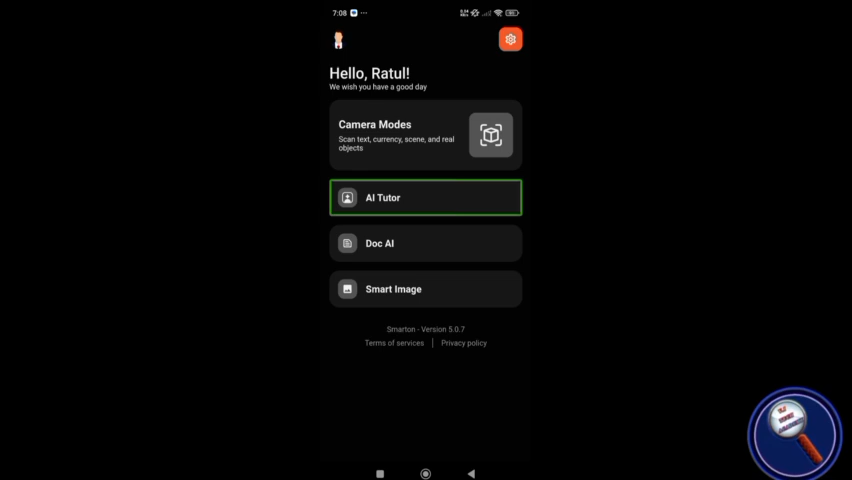 7:08
Hello, Ratul!
We wish you have a good day
Camera Modes
Scan text, currency, scene, and real
objects
AI Tutor
Doc AI
Smart Image
Smarton - Version 5.0.7
Terms of services | Privacy policy